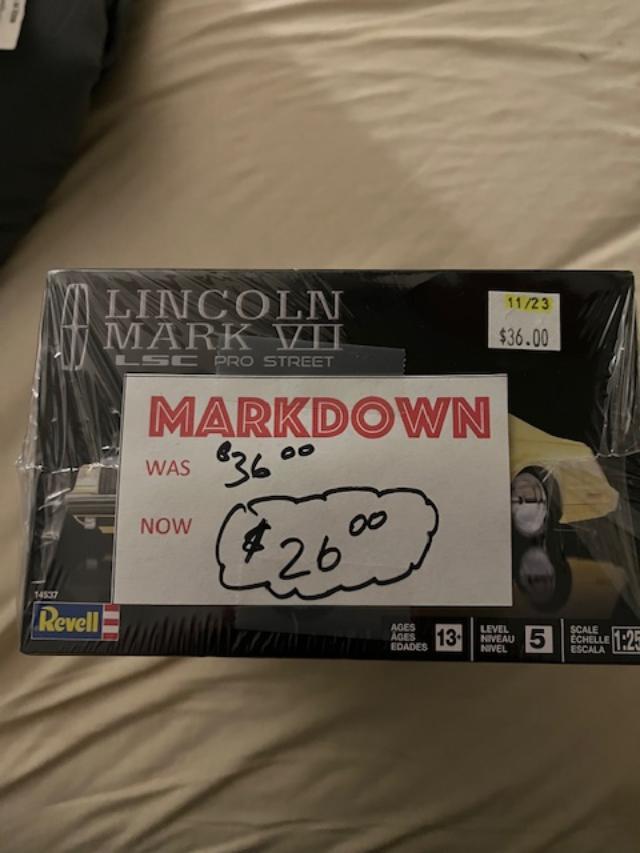 LINCOLN
MARK VII
LSC PRO STREET
11/23
$36.00
MARKDOWN
WAS $36.00
NOW $26.00
14537
Revell
AGES
ÂGES
EDADES
13+
LEVEL
NIVEAU
NIVEL
5
SCALE
ÉCHELLE
ESCALA
1:25